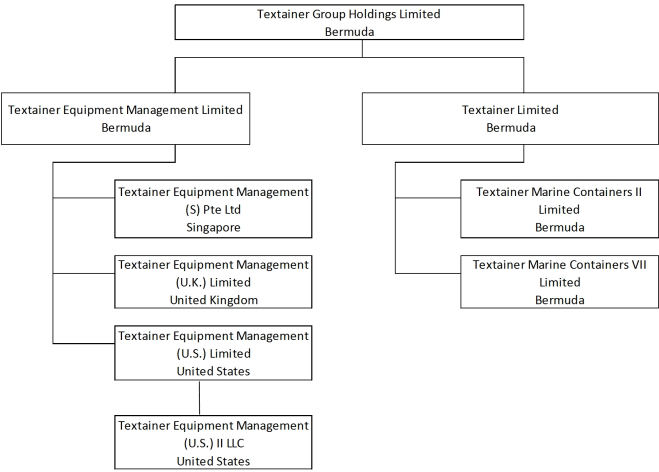 Textainer Group Holdings Limited
Bermuda
Textainer Equipment Management Limited
Bermuda
Textainer Limited
Bermuda
Textainer Equipment Management
(S) Pte Ltd
Singapore
Textainer Equipment Management
(U.K.) Limited
United Kingdom
Textainer Equipment Management
(U.S.) Limited
United States
Textainer Equipment Management
(U.S.) II LLC
United States
Textainer Marine Containers II
Limited
Bermuda
Textainer Marine Containers VII
Limited
Bermuda